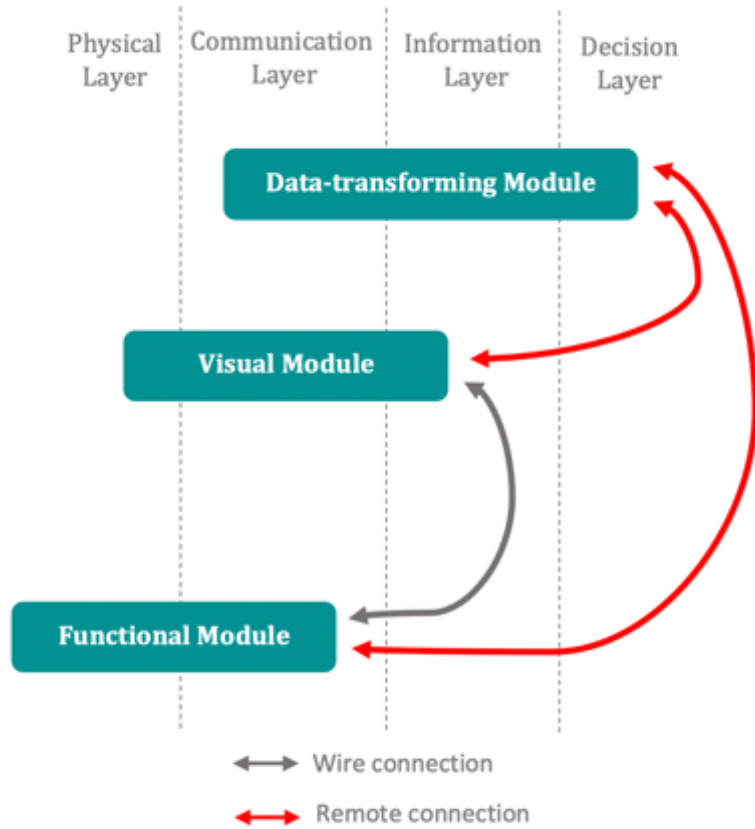 Physical
Layer
Communication
Layer
Information
Layer
Decision
Layer
Data-transforming Module
Visual Module
Functional Module
Wire connection
Remote connection